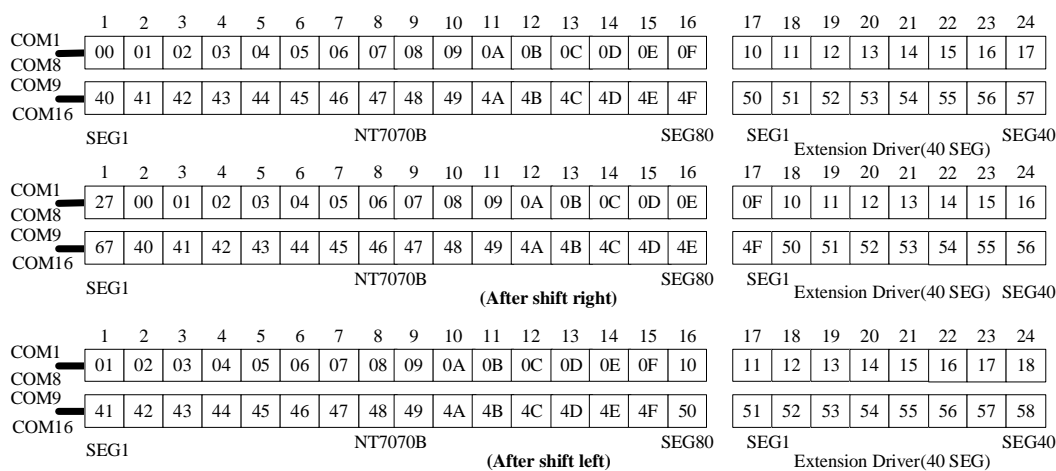 1 2 3 4 5 6 7 8 9 10 11 12 13 14 15 16 17 18 19 20 21 22 23 24
COM1
COM8
00 01 02 03 04 05 06 07 08 09 0A 0B 0C 0D 0E 0F 10 11 12 13 14 15 16 17
COM9
COM16
40 41 42 43 44 45 46 47 48 49 4A 4B 4C 4D 4E 4F 50 51 52 53 54 55 56 57
SEG1 NT7070B SEG80 SEG1 Extension Driver(40 SEG) SEG40
1 2 3 4 5 6 7 8 9 10 11 12 13 14 15 16 17 18 19 20 21 22 23 24
COM1
COM8
27 00 01 02 03 04 05 06 07 08 09 0A 0B 0C 0D 0E 0F 10 11 12 13 14 15 16
COM9
COM16
67 40 41 42 43 44 45 46 47 48 49 4A 4B 4C 4D 4E 4F 50 51 52 53 54 55 56
SEG1 NT7070B SEG80 SEG1 Extension Driver(40 SEG) SEG40
(After shift right)
1 2 3 4 5 6 7 8 9 10 11 12 13 14 15 16 17 18 19 20 21 22 23 24
COM1
COM8
01 02 03 04 05 06 07 08 09 0A 0B 0C 0D 0E 0F 10 11 12 13 14 15 16 17 18
COM9
COM16
41 42 43 44 45 46 47 48 49 4A 4B 4C 4D 4E 4F 50 51 52 53 54 55 56 57 58
SEG1 NT7070B SEG80 SEG1 Extension Driver(40 SEG) SEG40
(After shift left)